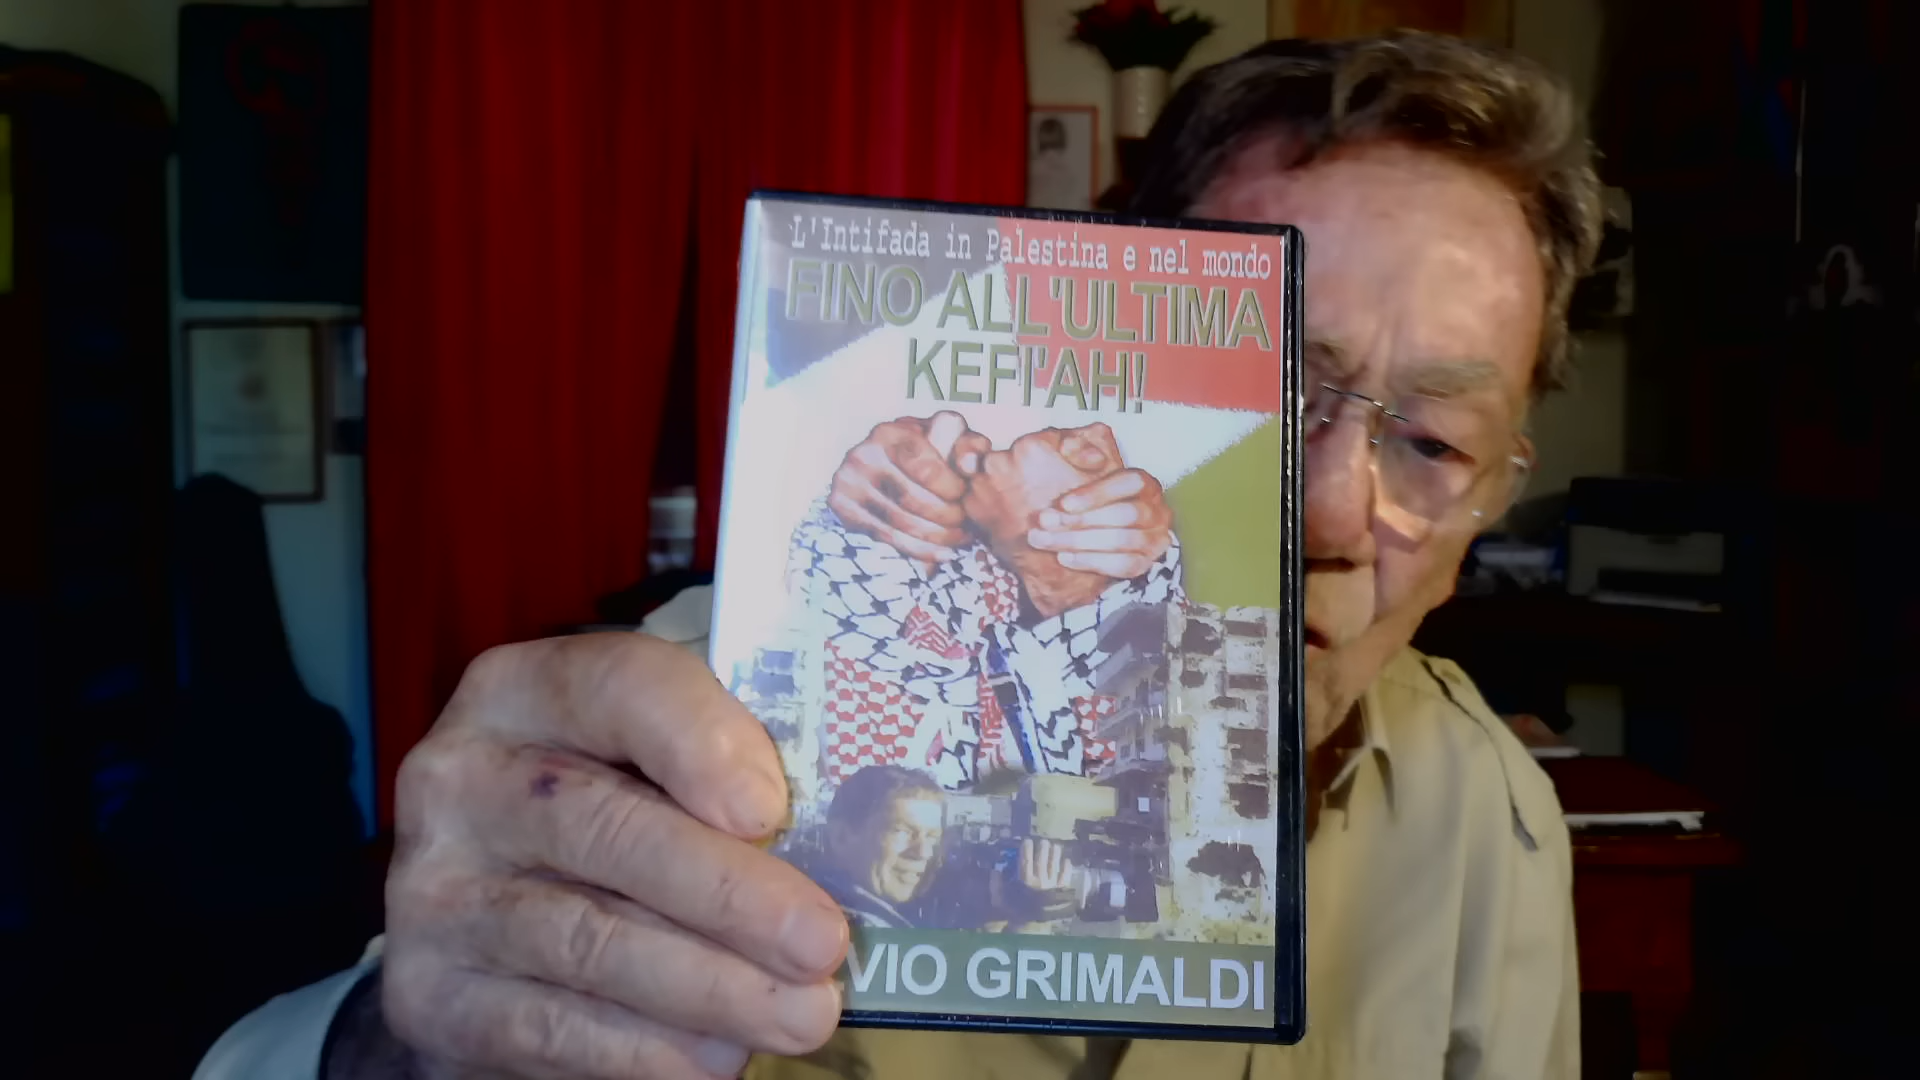 L'Intifada in Palestina e nel mondo
FINO ALL'ULTIMA
KEFI'AH!
VIO GRIMALDI